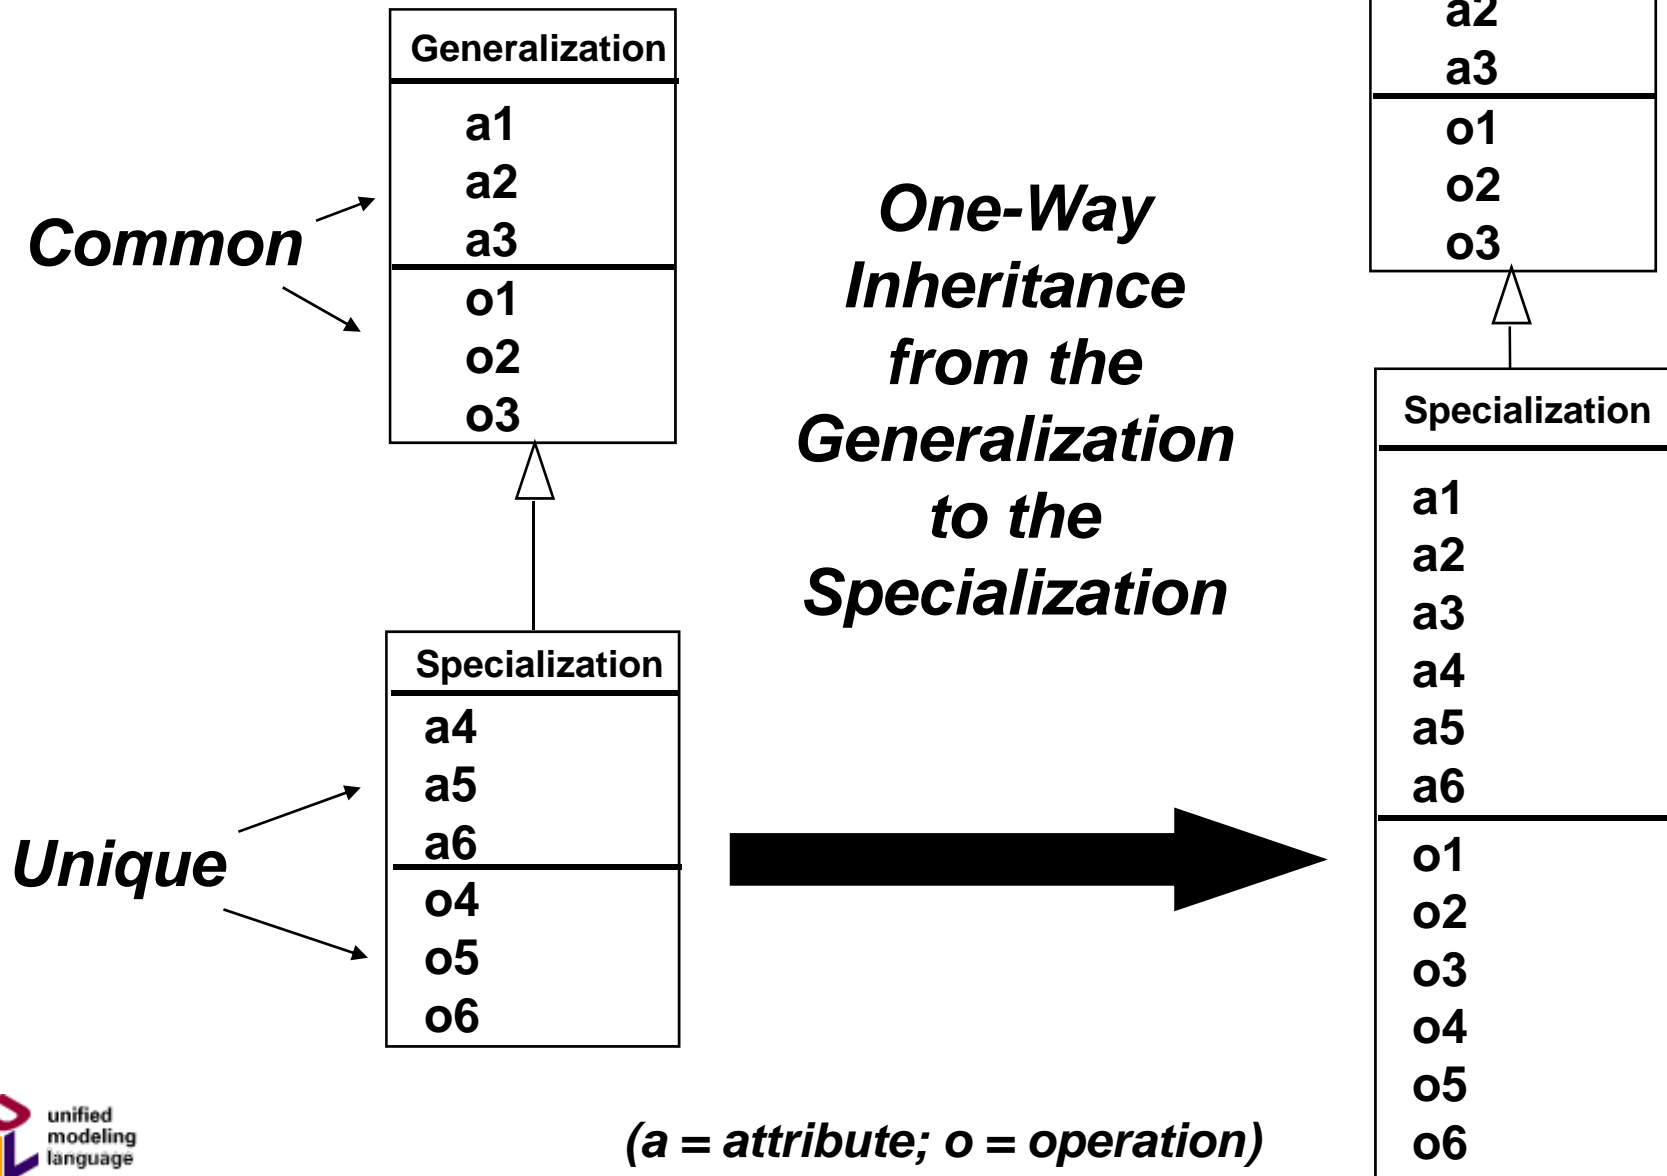 Generalization
a1
a2
a3
o1
o2
o3
Common
Specialization
a4
a5
a6
o4
o5
o6
Unique
One-Way
Inheritance
from the
Generalization
to the
Specialization
a2
a3
o1
o2
o3
Specialization
a1
a2
a3
a4
a5
a6
o1
o2
o3
o4
o5
o6
(a = attribute; o = operation)
unified
modeling
language